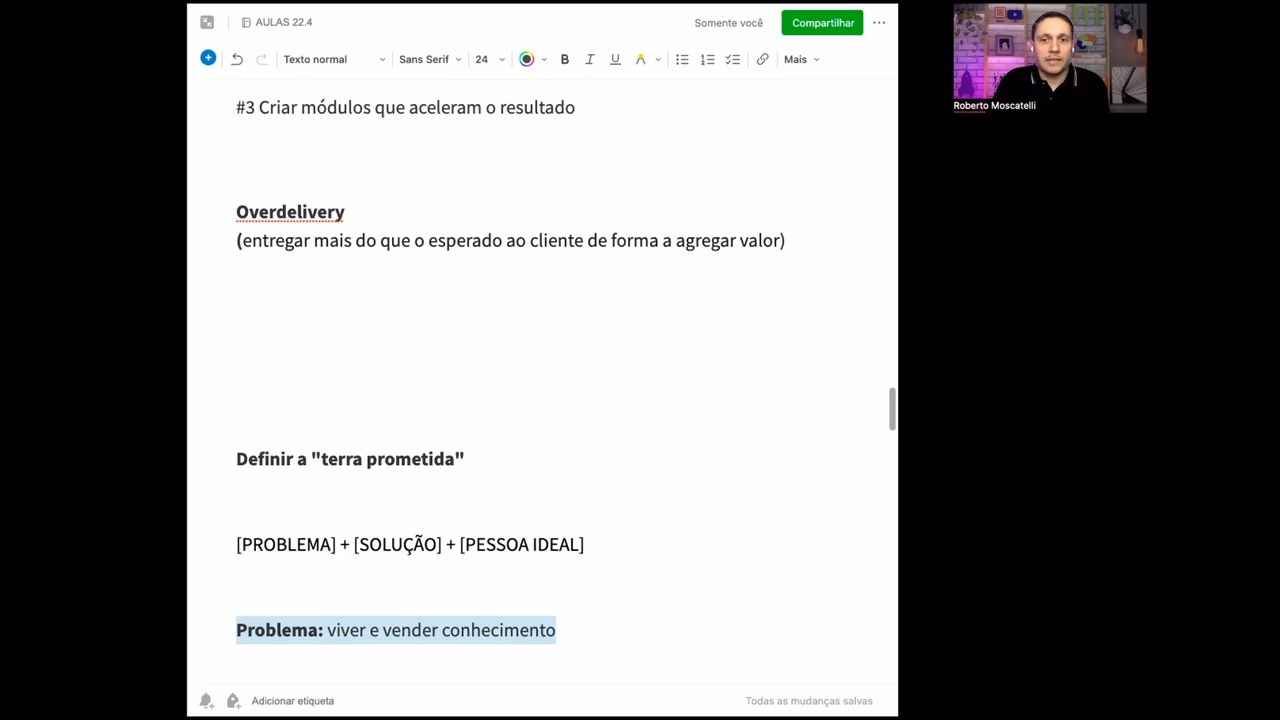 AULAS 22.4
Somente você
Compartilhar
Texto normal
Sans Serif
24
B
I
U
A
Mais
#3 Criar módulos que aceleram o resultado
Overdelivery
(entregar mais do que o esperado ao cliente de forma a agregar valor)
Definir a "terra prometida"
[PROBLEMA] + [SOLUÇÃO] + [PESSOA IDEAL]
Problema: viver e vender conhecimento
Adicionar etiqueta
Todas as mudanças salvas
Roberto Moscatelli